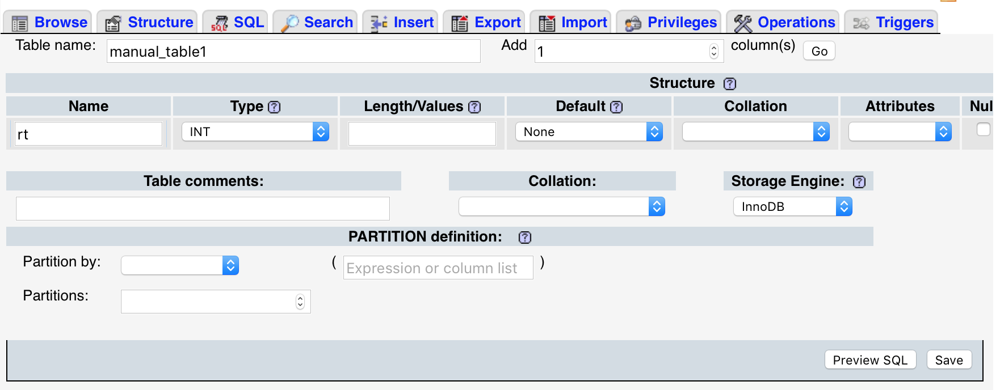 Browse Structure SQL Search Insert Export Import Privileges Operations Triggers
Table name: manual_table1 Add 1 column(s) Go
Structure
Name Type Length/Values Default Collation Attributes Nul
rt INT None
Table comments: Collation: Storage Engine:
InnoDB
PARTITION definition:
Partition by: ( Expression or column list )
Partitions:
Preview SQL Save